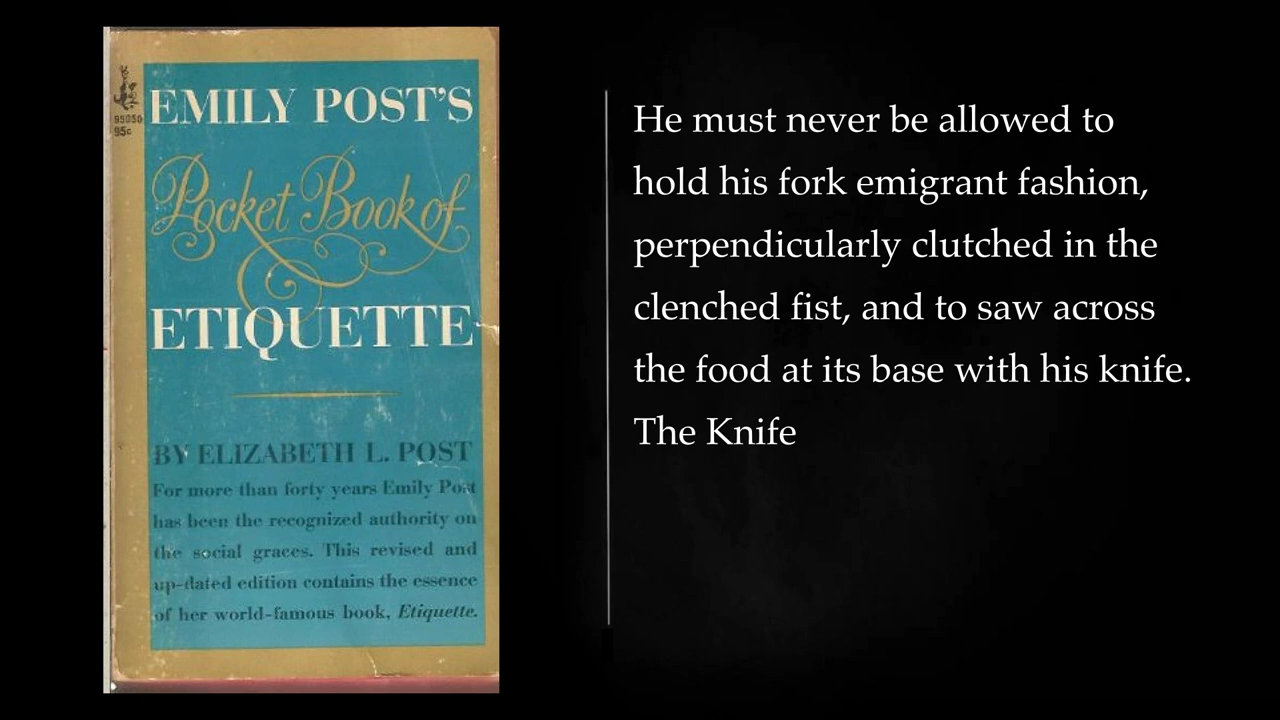 95050
95c
EMILY POST'S
Pocket Book of
ETIQUETTE
BY ELIZABETH L. POST
For more than forty years Emily Post
has been the recognized authority on
the social graces. This revised and
up-dated edition contains the essence
of her world-famous book, Etiquette.
He must never be allowed to
hold his fork emigrant fashion,
perpendicularly clutched in the
clenched fist, and to saw across
the food at its base with his knife.
The Knife